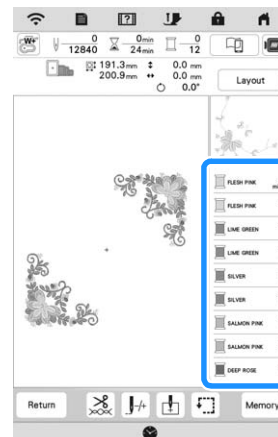 ?
W+
0 0min 0
12840 24min 12
191.3mm 0.0 mm
200.9mm 0.0 mm
0.0°
Layout
FLESH PINK
FLESH PINK
LIME GREEN
LIME GREEN
SILVER
SILVER
SALMON PINK
SALMON PINK
DEEP ROSE
Return
-/+
Memory